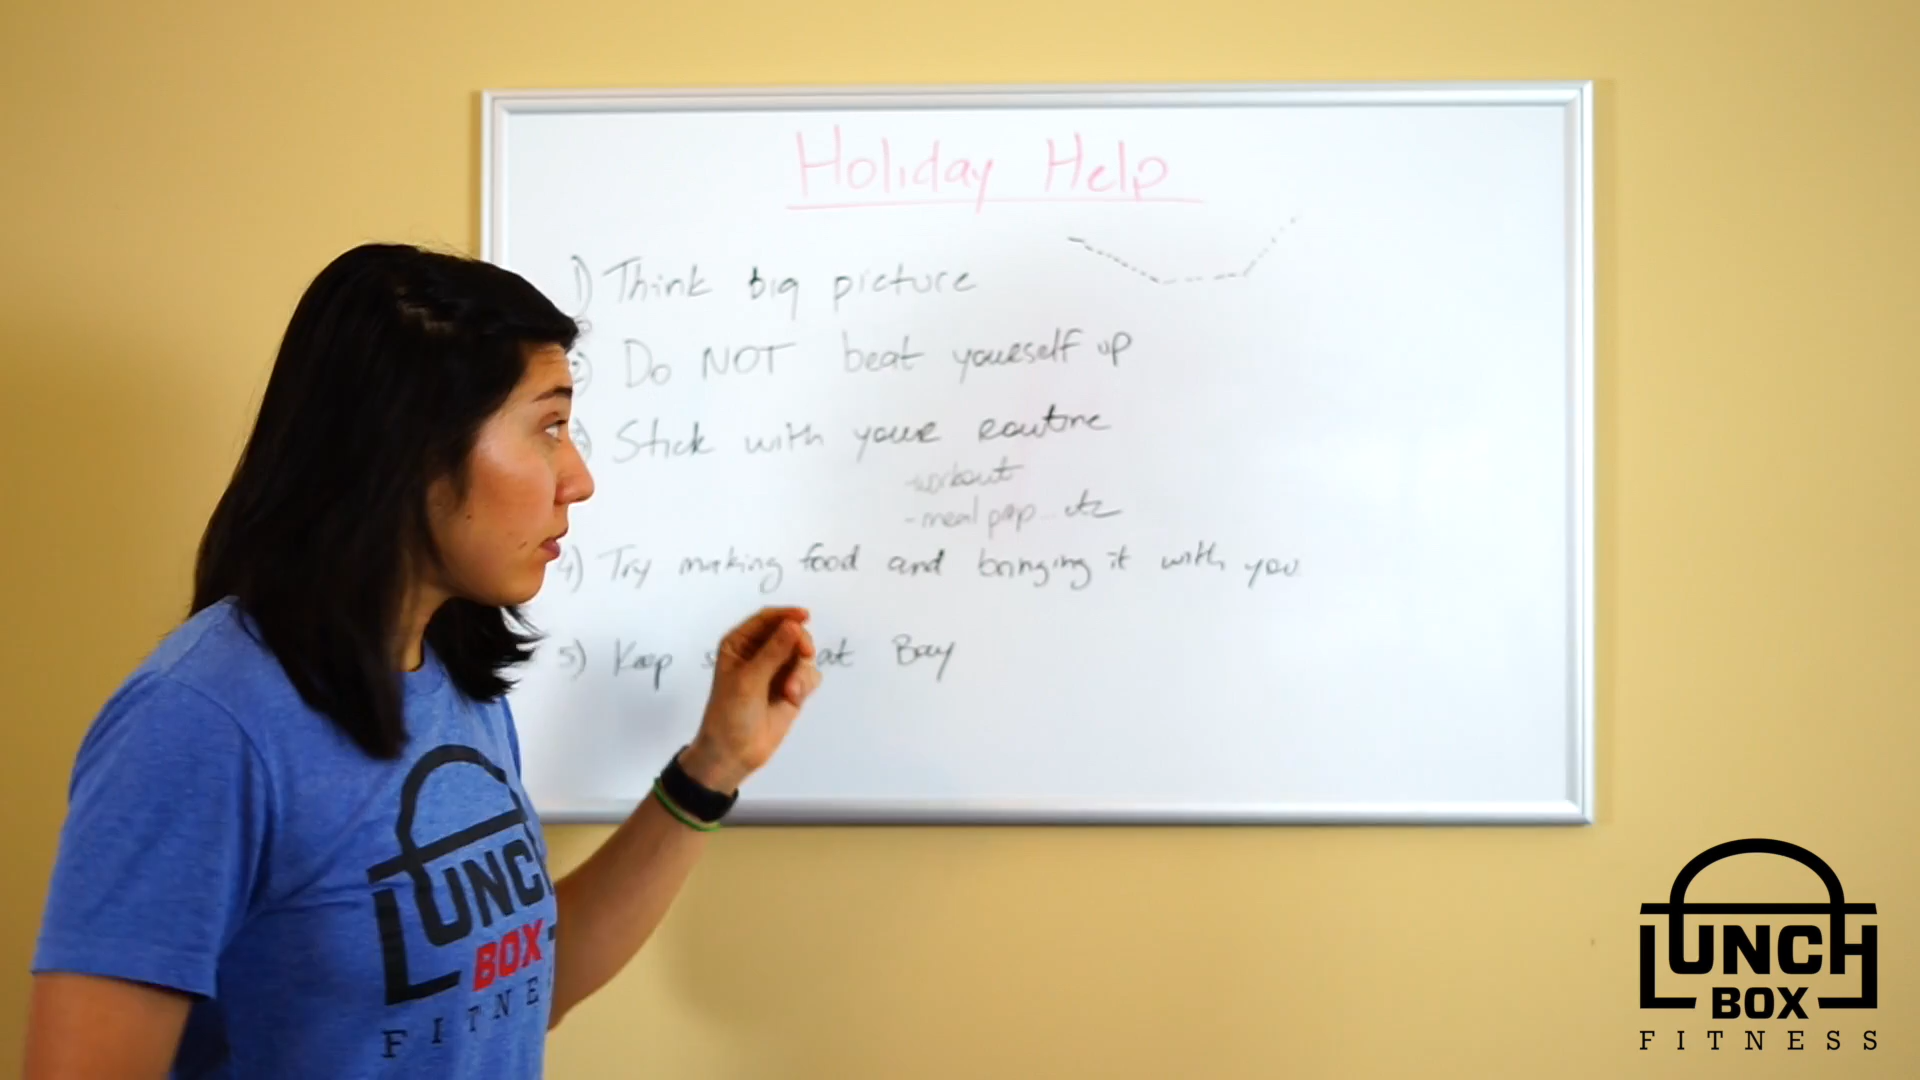 Holiday Help
1) Think big picture
2) Do NOT beat yourself up
3) Stick with your routine
-workout
-meal prep etc
4) Try making food and bringing it with you
5) Keep at Bay
LUNCH
BOX
FITNE
LUNCH
BOX
FITNESS